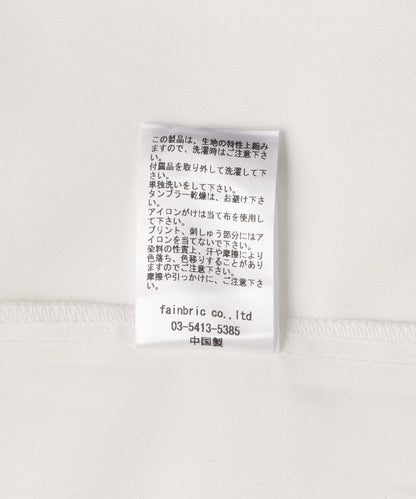 この製品は、生地の特性上縮み
ますので、洗濯時はご注意下さ
い。
付属品を取り外して洗濯して下
さい。
単独洗いをして下さい。
タンブラー乾燥は、お避け下さ
い。
アイロンがけは当て布を使用し
て下さい。
プリント、刺しゅう部分にはア
イロンを当てないで下さい。
染料の性質上、汗や摩擦により
色落ち、色移りすることがあり
ますのでご注意下さい。
摩擦や引っかけに、ご注意下さ
い。
fainbric co.,ltd
03-5413-5385
中国製